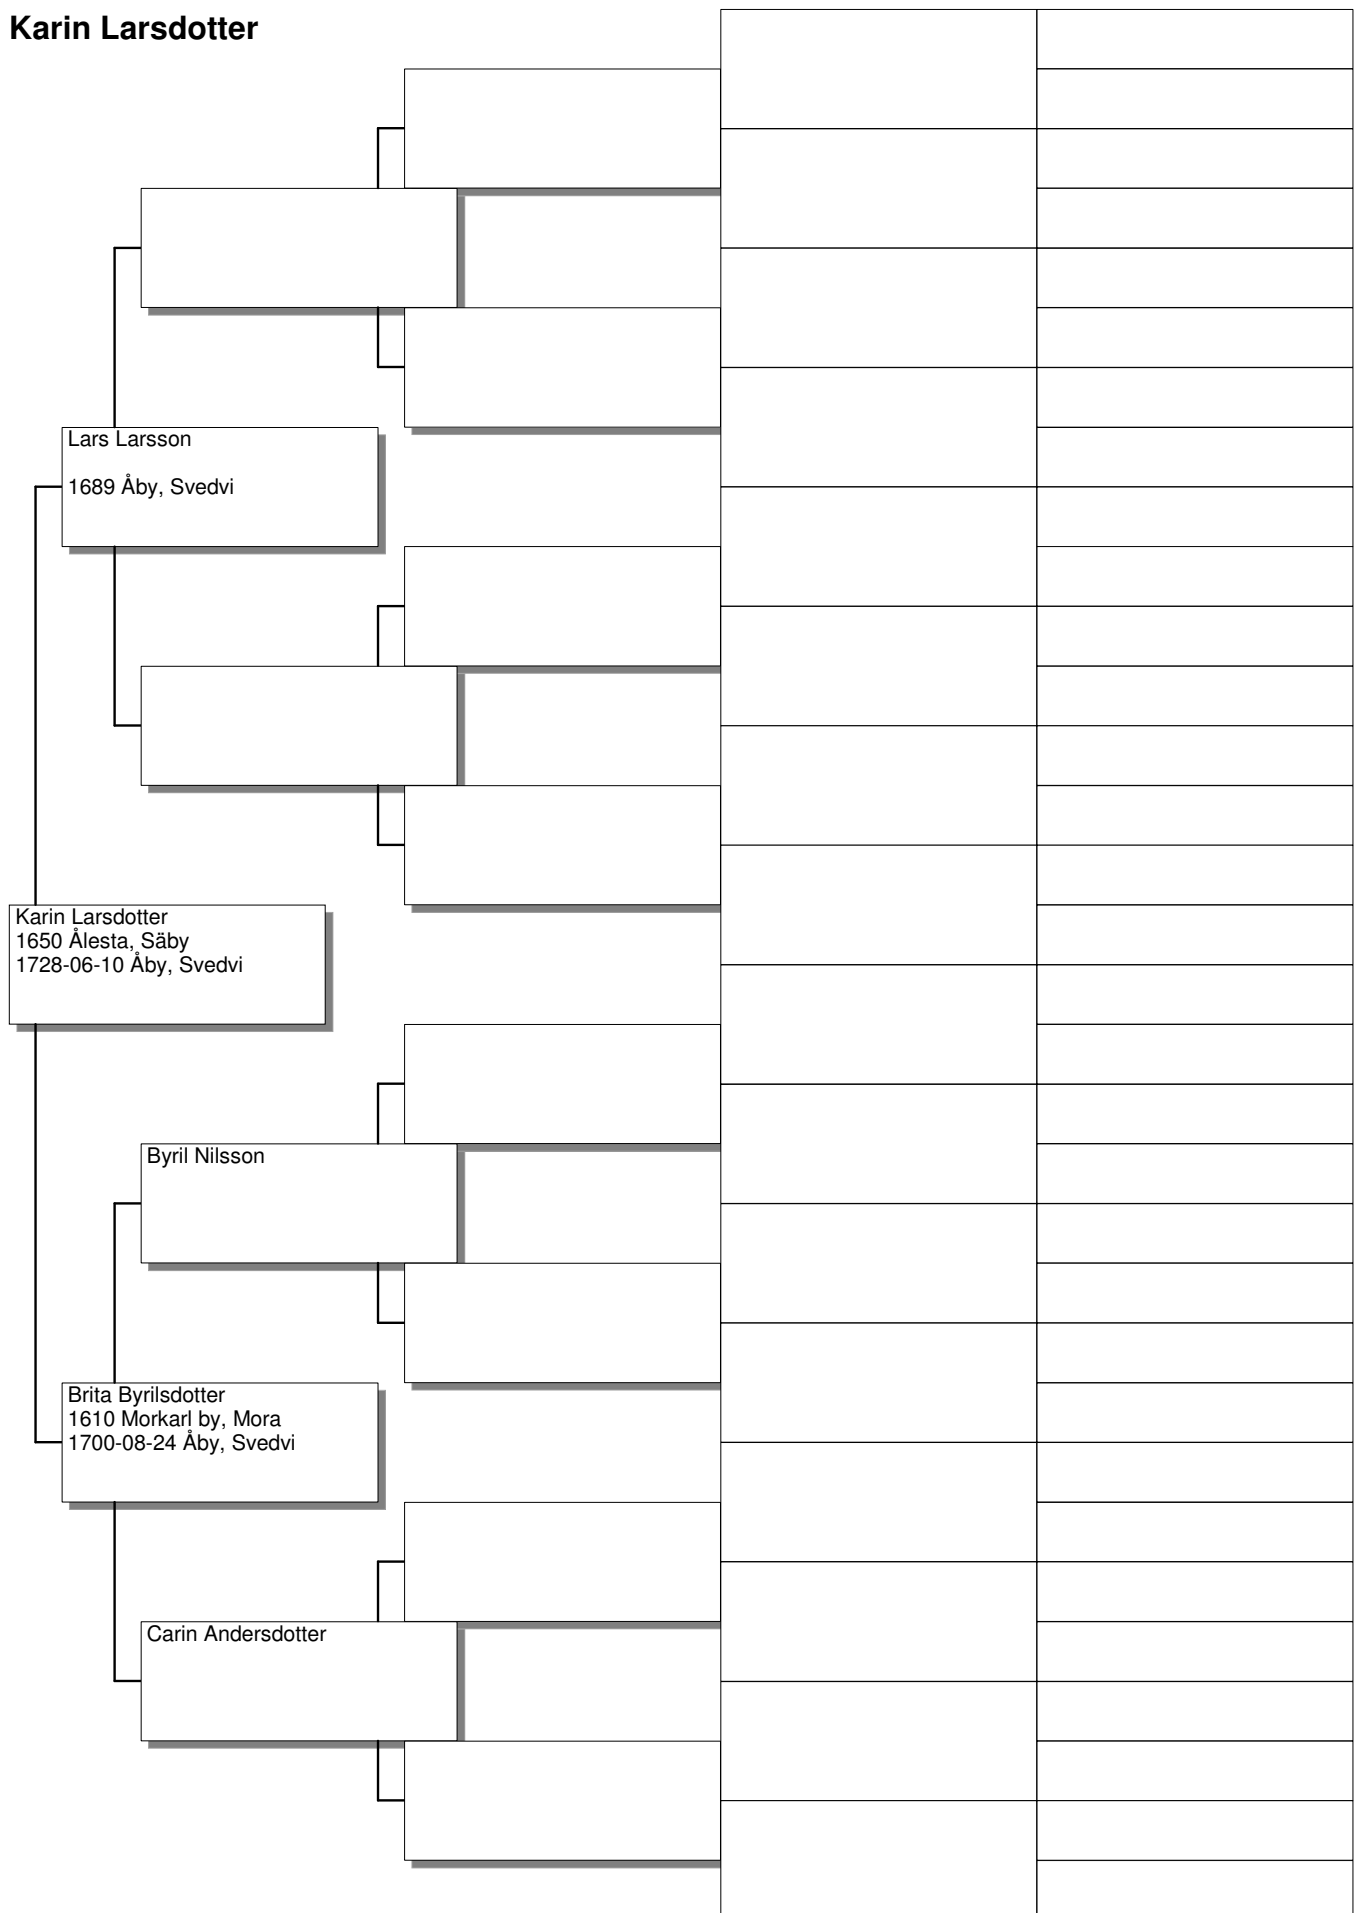 Karin Larsdotter
Lars Larsson
1689 Åby, Svedvi
Karin Larsdotter
1650 Ålesta, Säby
1728-06-10 Åby, Svedvi
Byril Nilsson
Brita Byrilsdotter
1610 Morkarl by, Mora
1700-08-24 Åby, Svedvi
Carin Andersdotter